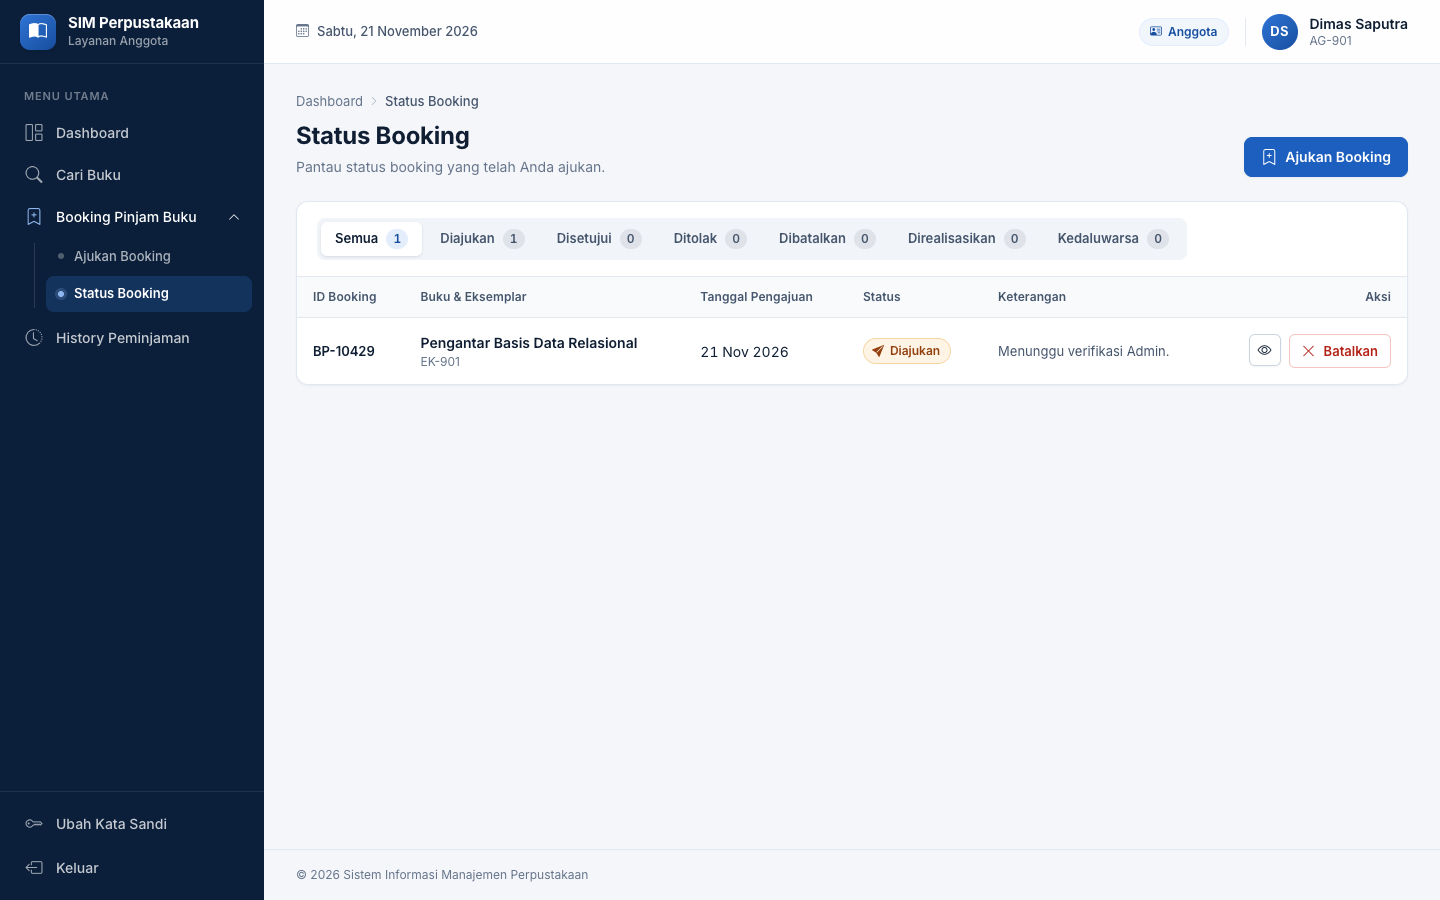 SIM Perpustakaan
Layanan Anggota
MENU UTAMA
Dashboard
Cari Buku
Booking Pinjam Buku
Ajukan Booking
Status Booking
History Peminjaman
Ubah Kata Sandi
Keluar
Sabtu, 21 November 2026
Anggota
DS
Dimas Saputra
AG-901
Dashboard Status Booking
Status Booking
Pantau status booking yang telah Anda ajukan.
Ajukan Booking
Semua 1 Diajukan 1 Disetujui 0 Ditolak 0 Dibatalkan 0 Direalisasikan 0 Kedaluwarsa 0
ID Booking Buku & Eksemplar Tanggal Pengajuan Status Keterangan Aksi
BP-10429 Pengantar Basis Data Relasional 21 Nov 2026 Diajukan Menunggu verifikasi Admin. Batalkan
EK-901
© 2026 Sistem Informasi Manajemen Perpustakaan